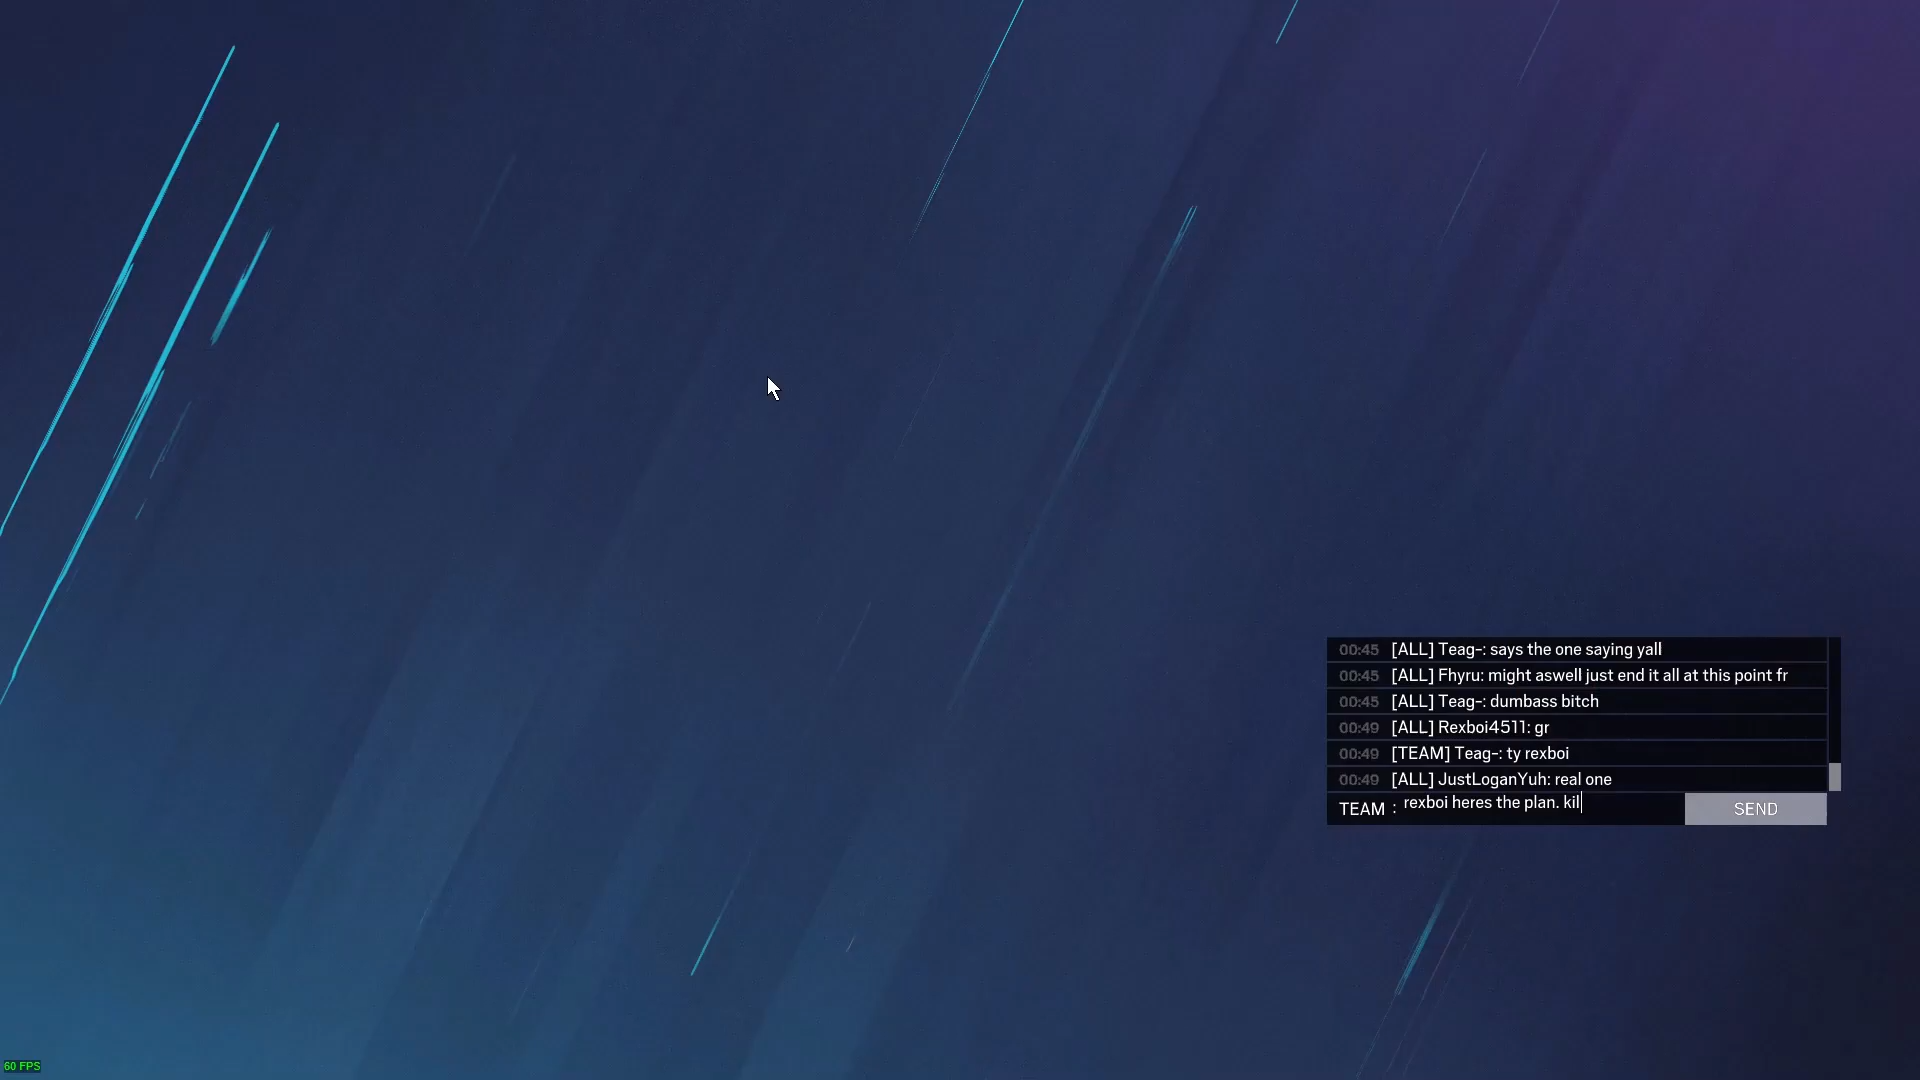 00:45 [ALL] Teag-: says the one saying yall
00:45 [ALL] Fhyru: might aswell just end it all at this point fr
00:45 [ALL] Teag-: dumbass bitch
00:49 [ALL] Rexboi4511: gr
00:49 [TEAM] Teag-: ty rexboi
00:49 [ALL] JustLoganYuh: real one
TEAM : rexboi heres the plan. kil SEND
60 FPS